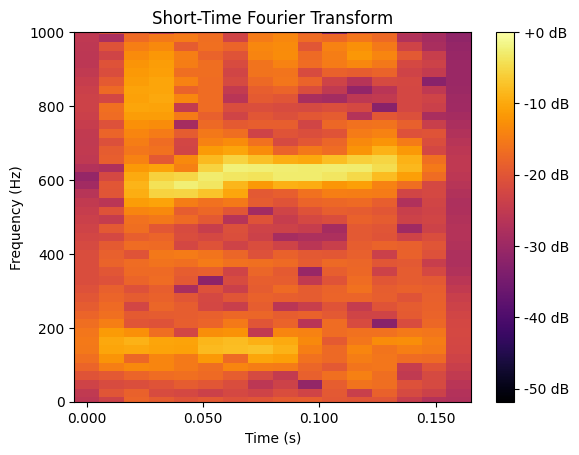 Short-Time Fourier Transform
1000
800
600
400
200
0
Frequency (Hz)
0.000
0.050
0.100
0.150
Time (s)
+0 dB
-10 dB
-20 dB
-30 dB
-40 dB
-50 dB